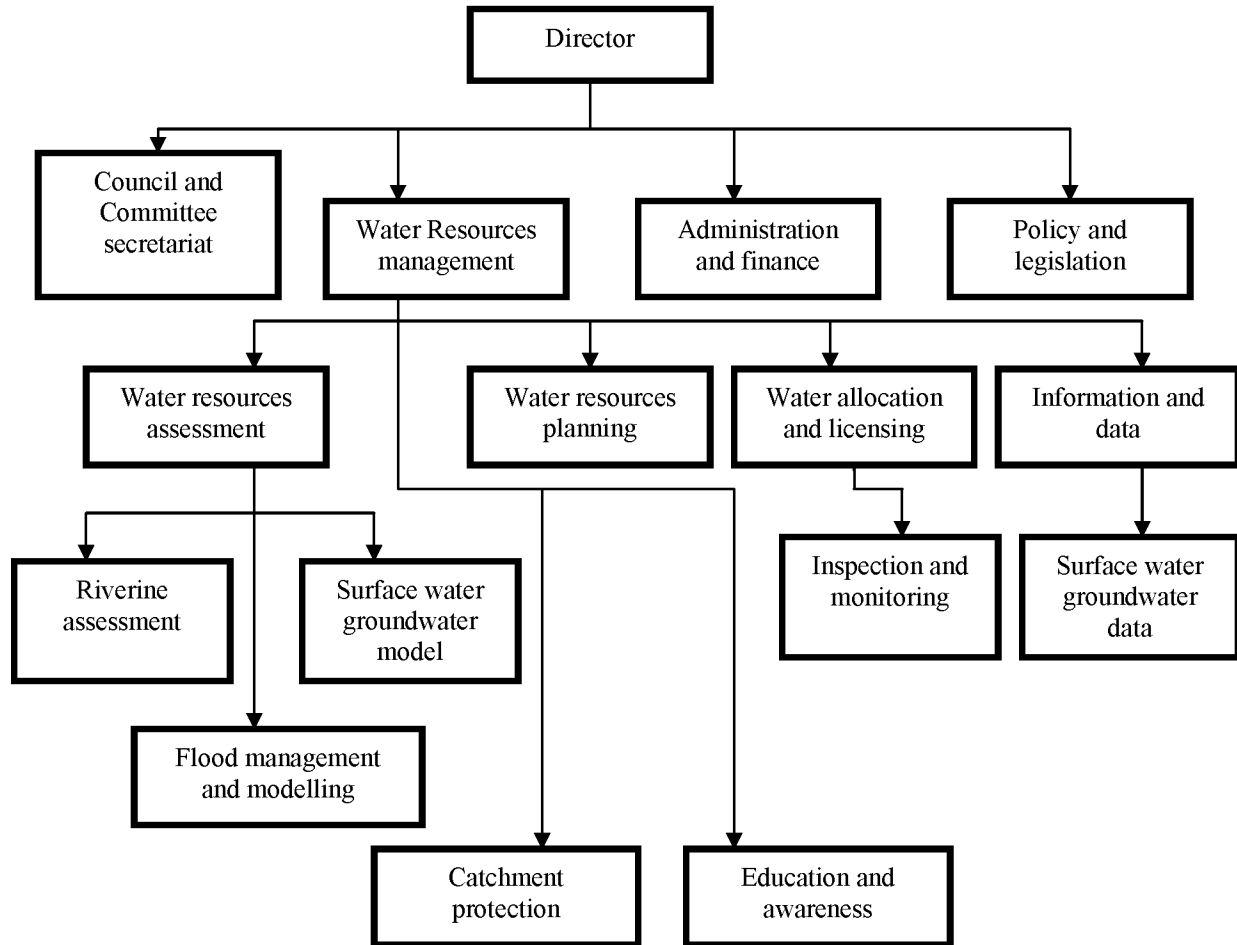 Director
Council and
Committee
secretariat
Water Resources
management
Administration
and finance
Policy and
legislation
Water resources
assessment
Water resources
planning
Water allocation
and licensing
Information and
data
Riverine
assessment
Surface water
groundwater
model
Inspection and
monitoring
Surface water
groundwater
data
Flood management
and modelling
Catchment
protection
Education and
awareness